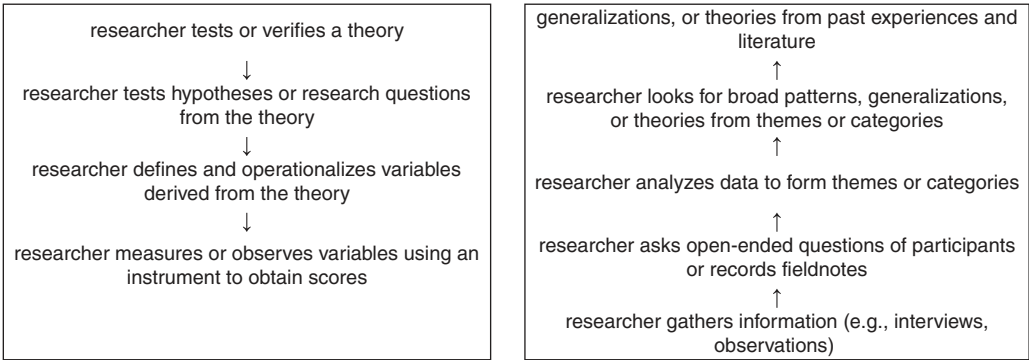 researcher tests or verifies a theory
↓
researcher tests hypotheses or research questions
from the theory
↓
researcher defines and operationalizes variables
derived from the theory
↓
researcher measures or observes variables using an
instrument to obtain scores
generalizations, or theories from past experiences and
literature
↑
researcher looks for broad patterns, generalizations,
or theories from themes or categories
↑
researcher analyzes data to form themes or categories
↑
researcher asks open-ended questions of participants
or records fieldnotes
↑
researcher gathers information (e.g., interviews,
observations)